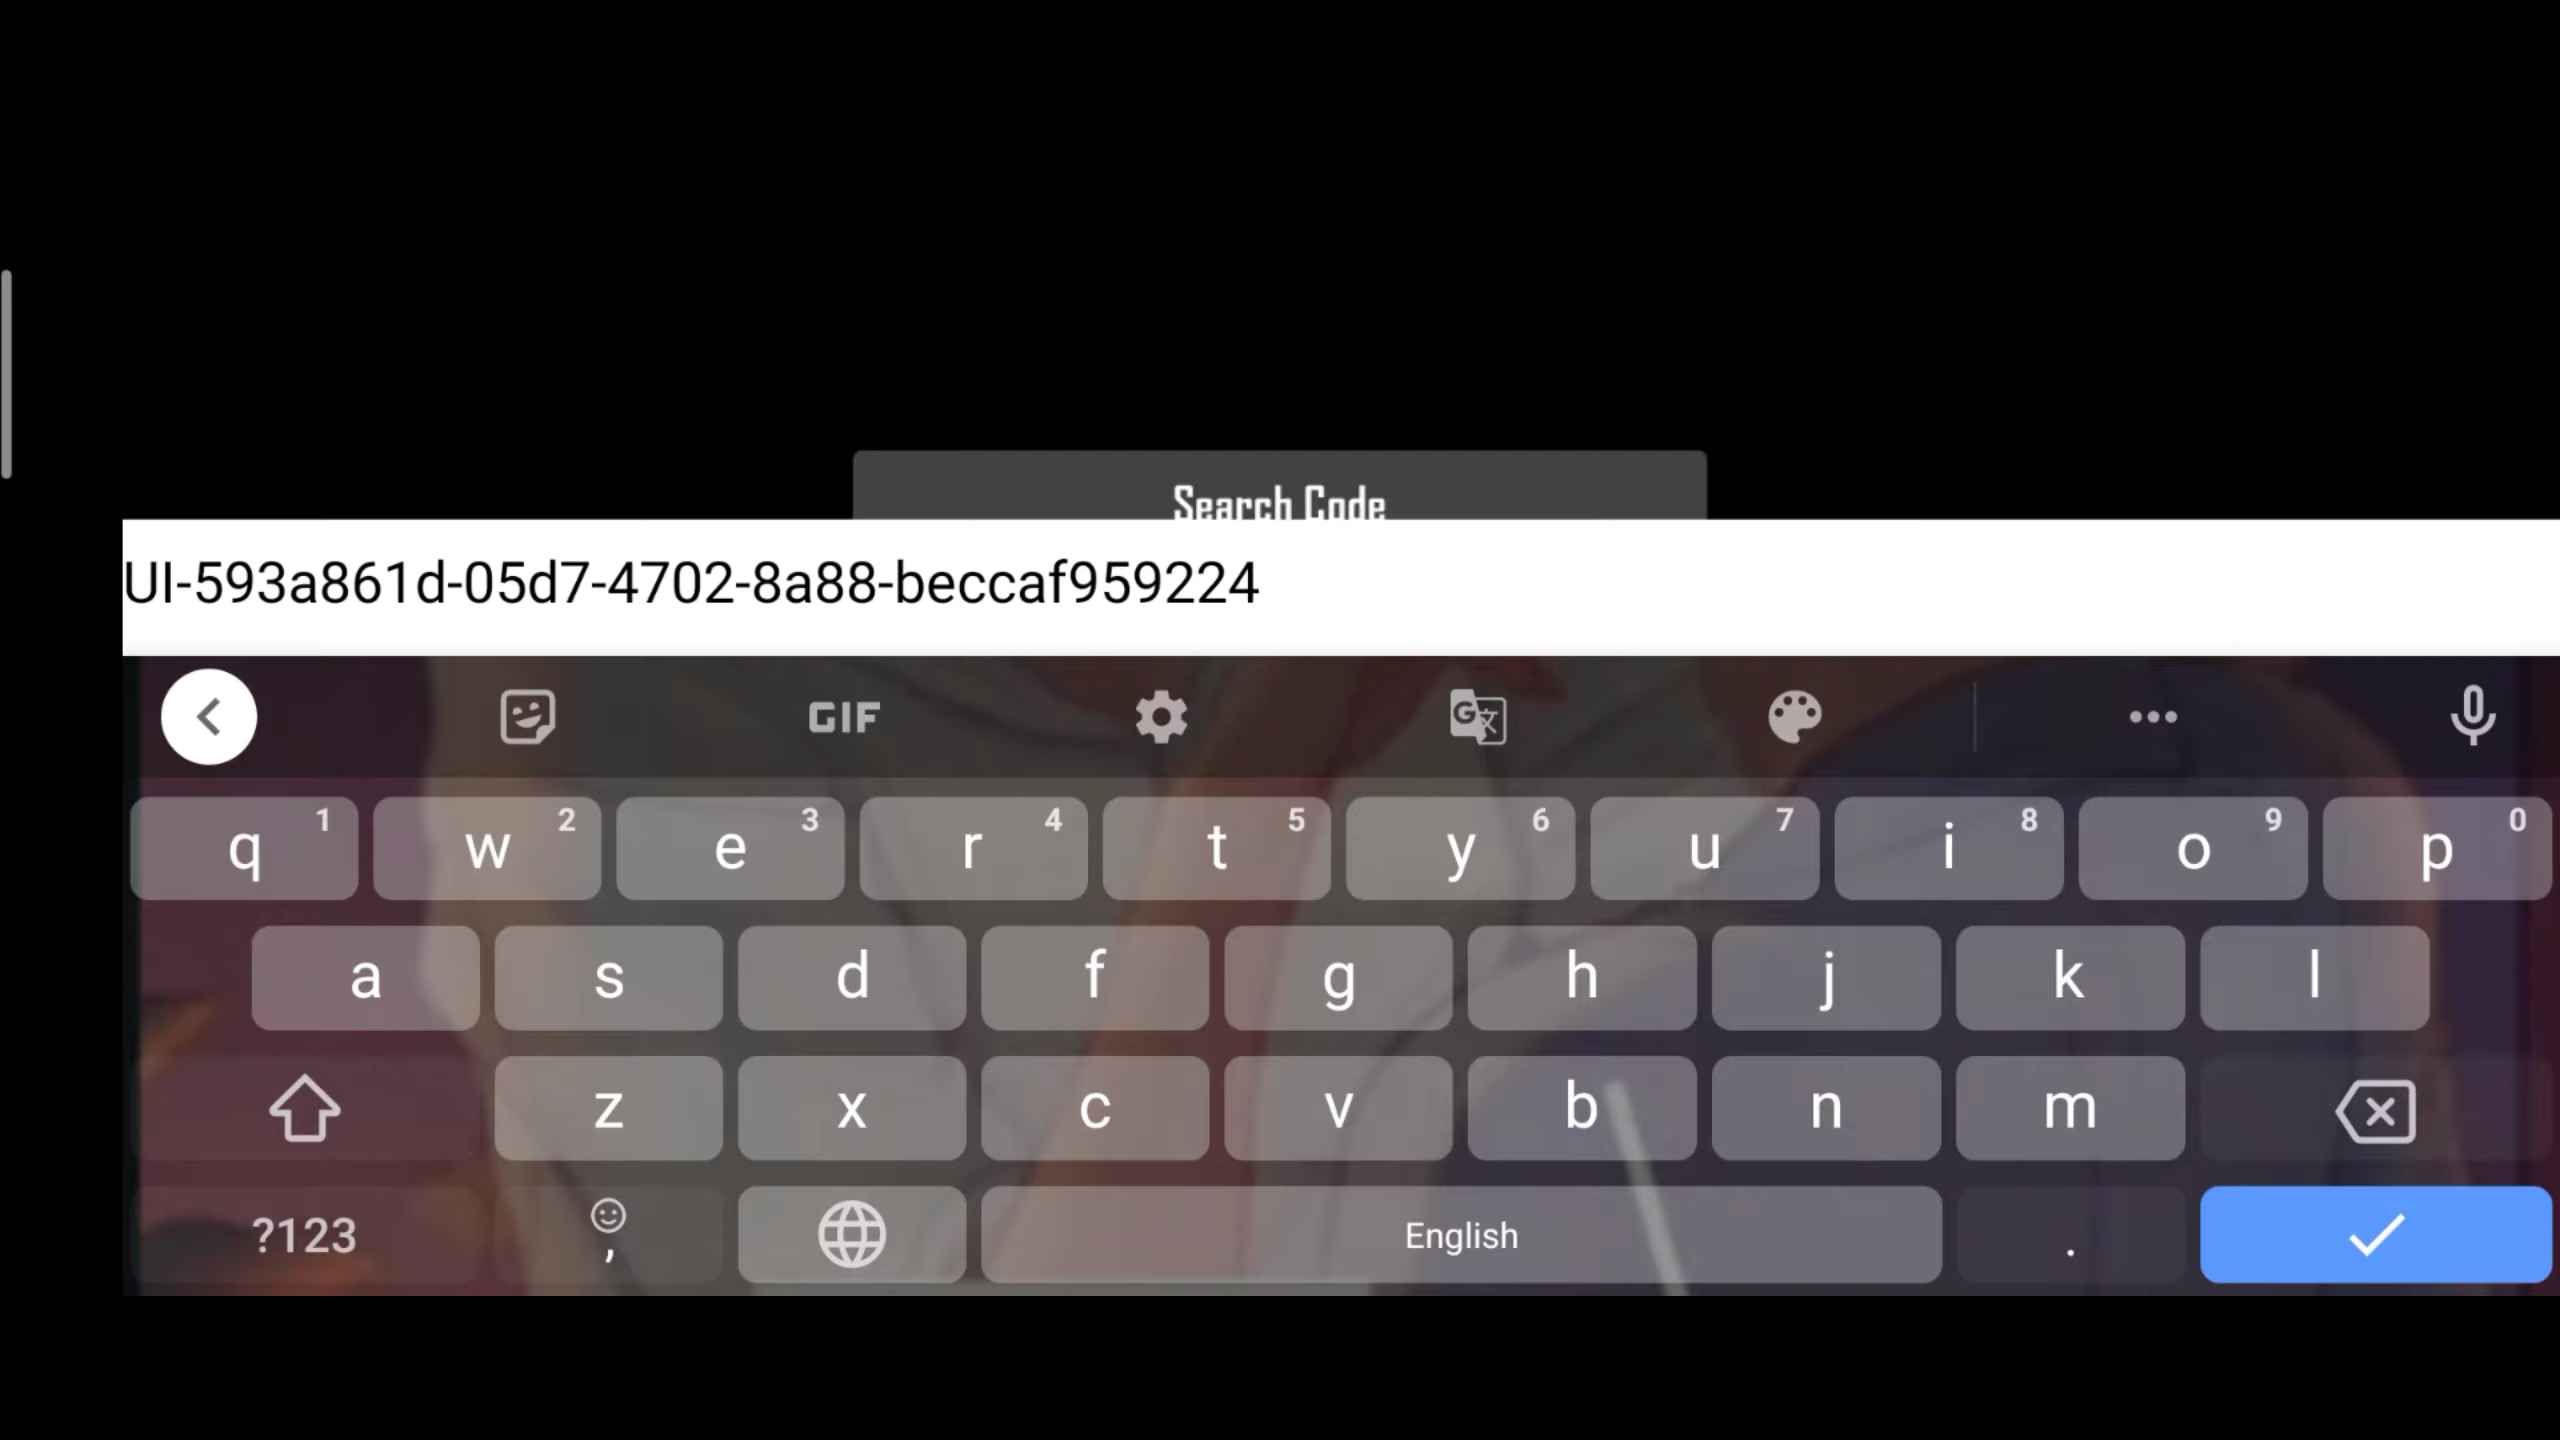 Search Code
UI-593a861d-05d7-4702-8a88-beccaf959224
GIF G
q 1 w 2 e 3 r 4 t 5 y 6 u 7 i 8 o 9 p 0
a s d f g h j k l
z x c v b n m
?123 , English .